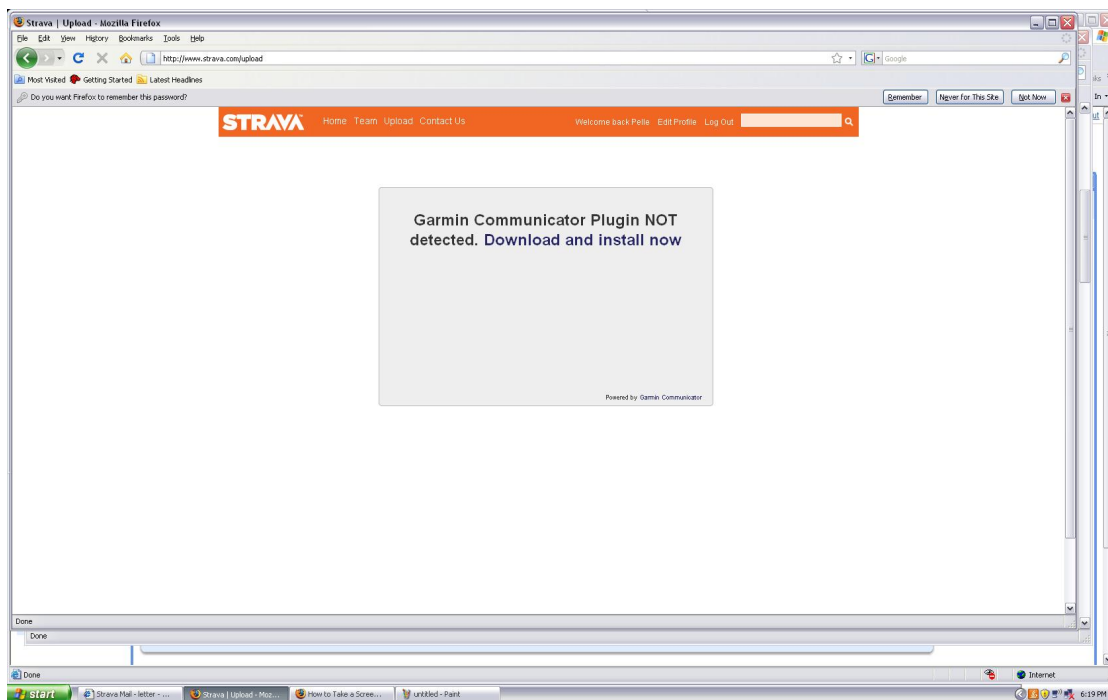 Strava | Upload - Mozilla Firefox
File Edit View History Bookmarks Tools Help
http://www.strava.com/upload
Google
Most Visited Getting Started Latest Headlines
Do you want Firefox to remember this password? Remember Never for This Site Not Now
In
STRAVA Home Team Upload Contact Us Welcome back Pelle Edit Profile Log Out
Garmin Communicator Plugin NOT
detected. Download and install now
Powered by Garmin Communicator
Done
Done
Done Internet
start Strava Mail - letter - ... Strava | Upload - Moz... How to Take a Scree... untitled - Paint 6:19 PM